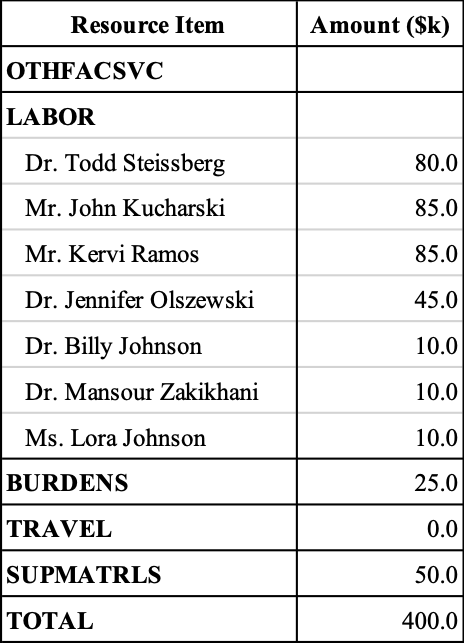 Resource Item Amount ($k)
OTHFACSVC
LABOR
Dr. Todd Steissberg 80.0
Mr. John Kucharski 85.0
Mr. Kervi Ramos 85.0
Dr. Jennifer Olszewski 45.0
Dr. Billy Johnson 10.0
Dr. Mansour Zakikhani 10.0
Ms. Lora Johnson 10.0
BURDENS 25.0
TRAVEL 0.0
SUPMATRLS 50.0
TOTAL 400.0